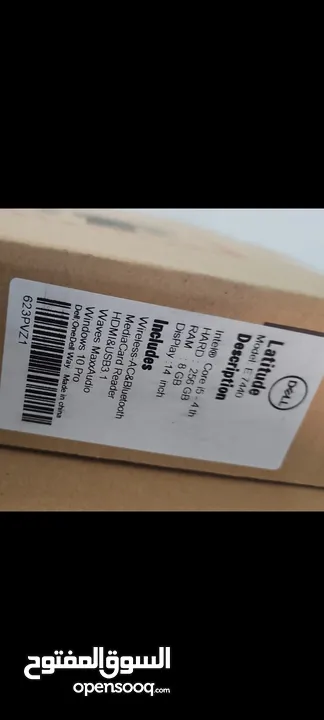 DELL
Latitude
Model E 7440
Description
Intel® Core i5 - 4 th
HARD : 256 GB
RAM : 8 GB
Display : 14 inch
Includes
Wireless-AC&Bluetooth
MediaCard Reader
HDMI&USB3.1
Waves MaxxAudio
Windows 10 Pro
Dell.OneDell Way. Made in china
623PVZ1
السوق المفتوح
opensooq.com